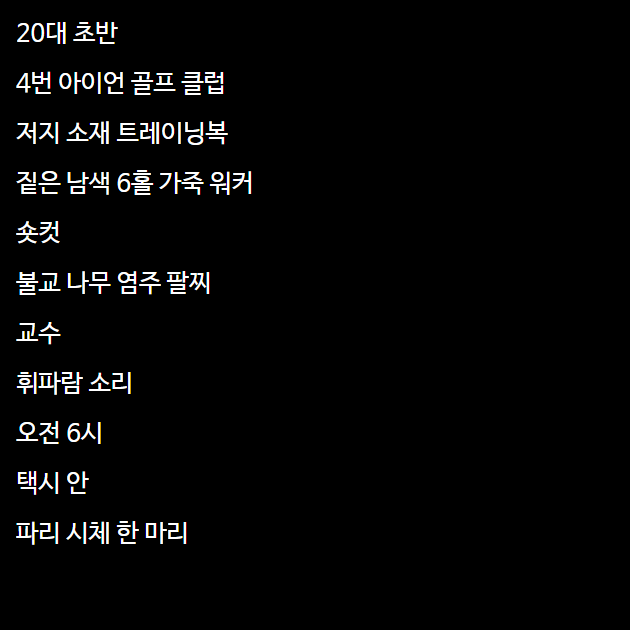 20대 초반
4번 아이언 골프 클럽
저지 소재 트레이닝복
짙은 남색 6홀 가죽 워커
숏컷
불교 나무 염주 팔찌
교수
휘파람 소리
오전 6시
택시 안
파리 시체 한 마리